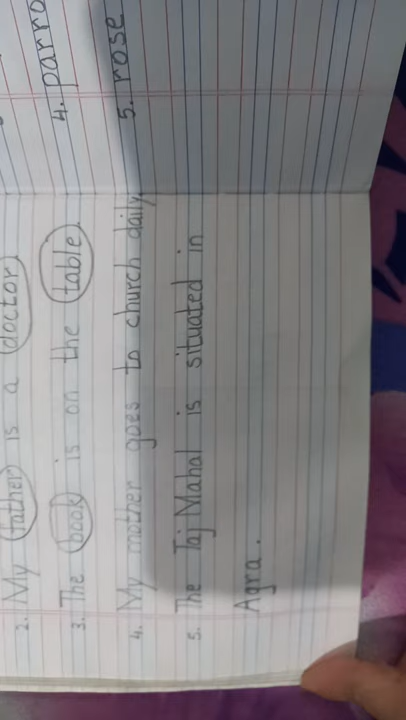 2. My father is a doctor.
3. The book is on the table.
4. My mother goes to church daily.
5. The Taj Mahal is situated in
Agra.
4. parro
5. rose